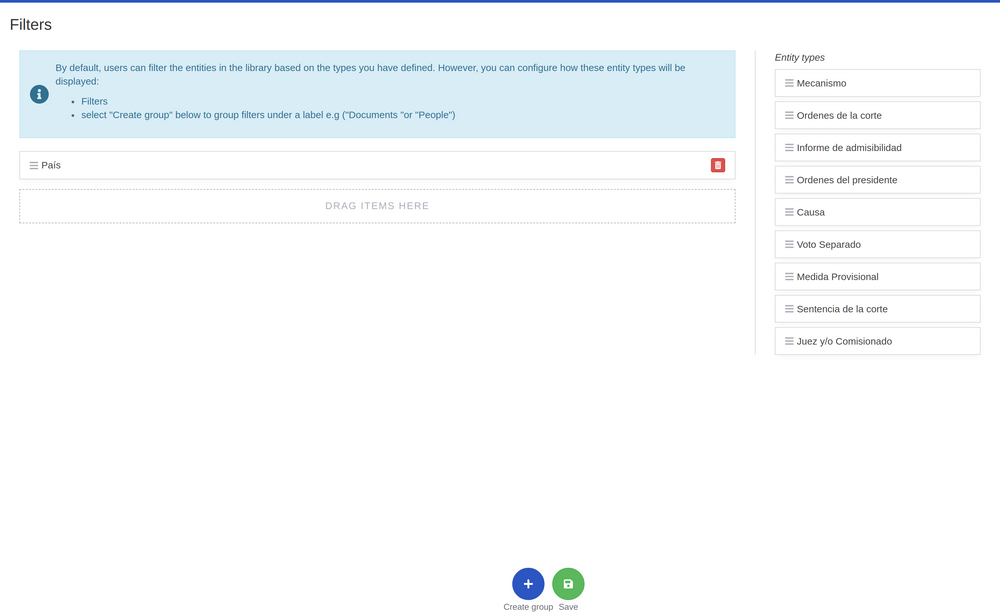 Filters
By default, users can filter the entities in the library based on the types you have defined. However, you can configure how these entity types will be
displayed:
Filters
select "Create group" below to group filters under a label e.g ("Documents "or "People")
País
DRAG ITEMS HERE
Entity types
Mecanismo
Ordenes de la corte
Informe de admisibilidad
Ordenes del presidente
Causa
Voto Separado
Medida Provisional
Sentencia de la corte
Juez y/o Comisionado
Create group
Save